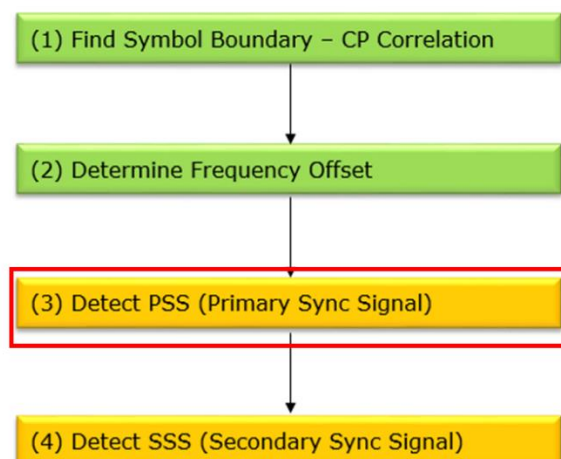 (1) Find Symbol Boundary – CP Correlation
(2) Determine Frequency Offset
(3) Detect PSS (Primary Sync Signal)
(4) Detect SSS (Secondary Sync Signal)